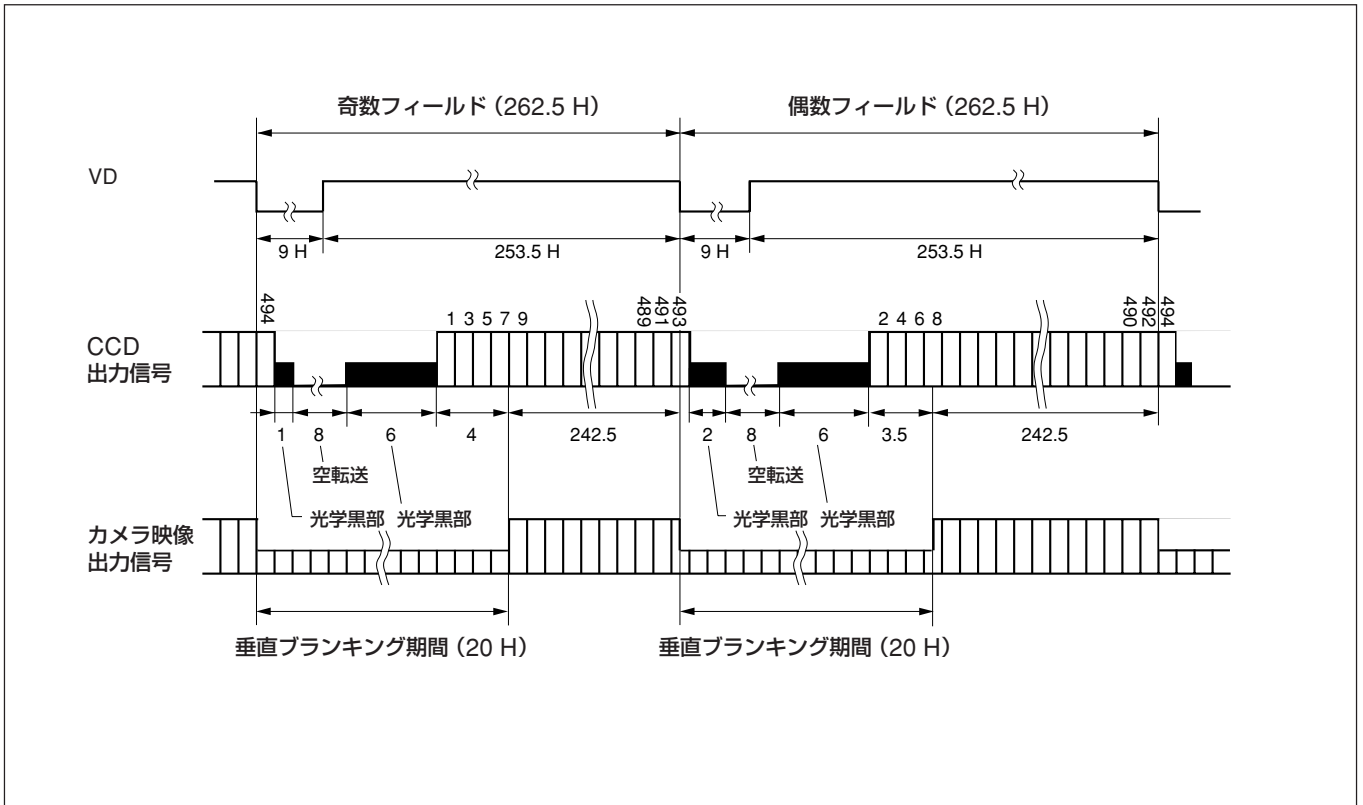 奇数フィールド（262.5 H） 偶数フィールド（262.5 H）
VD
9 H 253.5 H 9 H 253.5 H
494 1 3 5 7 9 489 491 493 2 4 6 8 490 492 494
CCD
出力信号
1 8 6 4 242.5 2 8 6 3.5 242.5
空転送 空転送
光学黒部 光学黒部 光学黒部 光学黒部
カメラ映像
出力信号
垂直ブランキング期間（20 H） 垂直ブランキング期間（20 H）